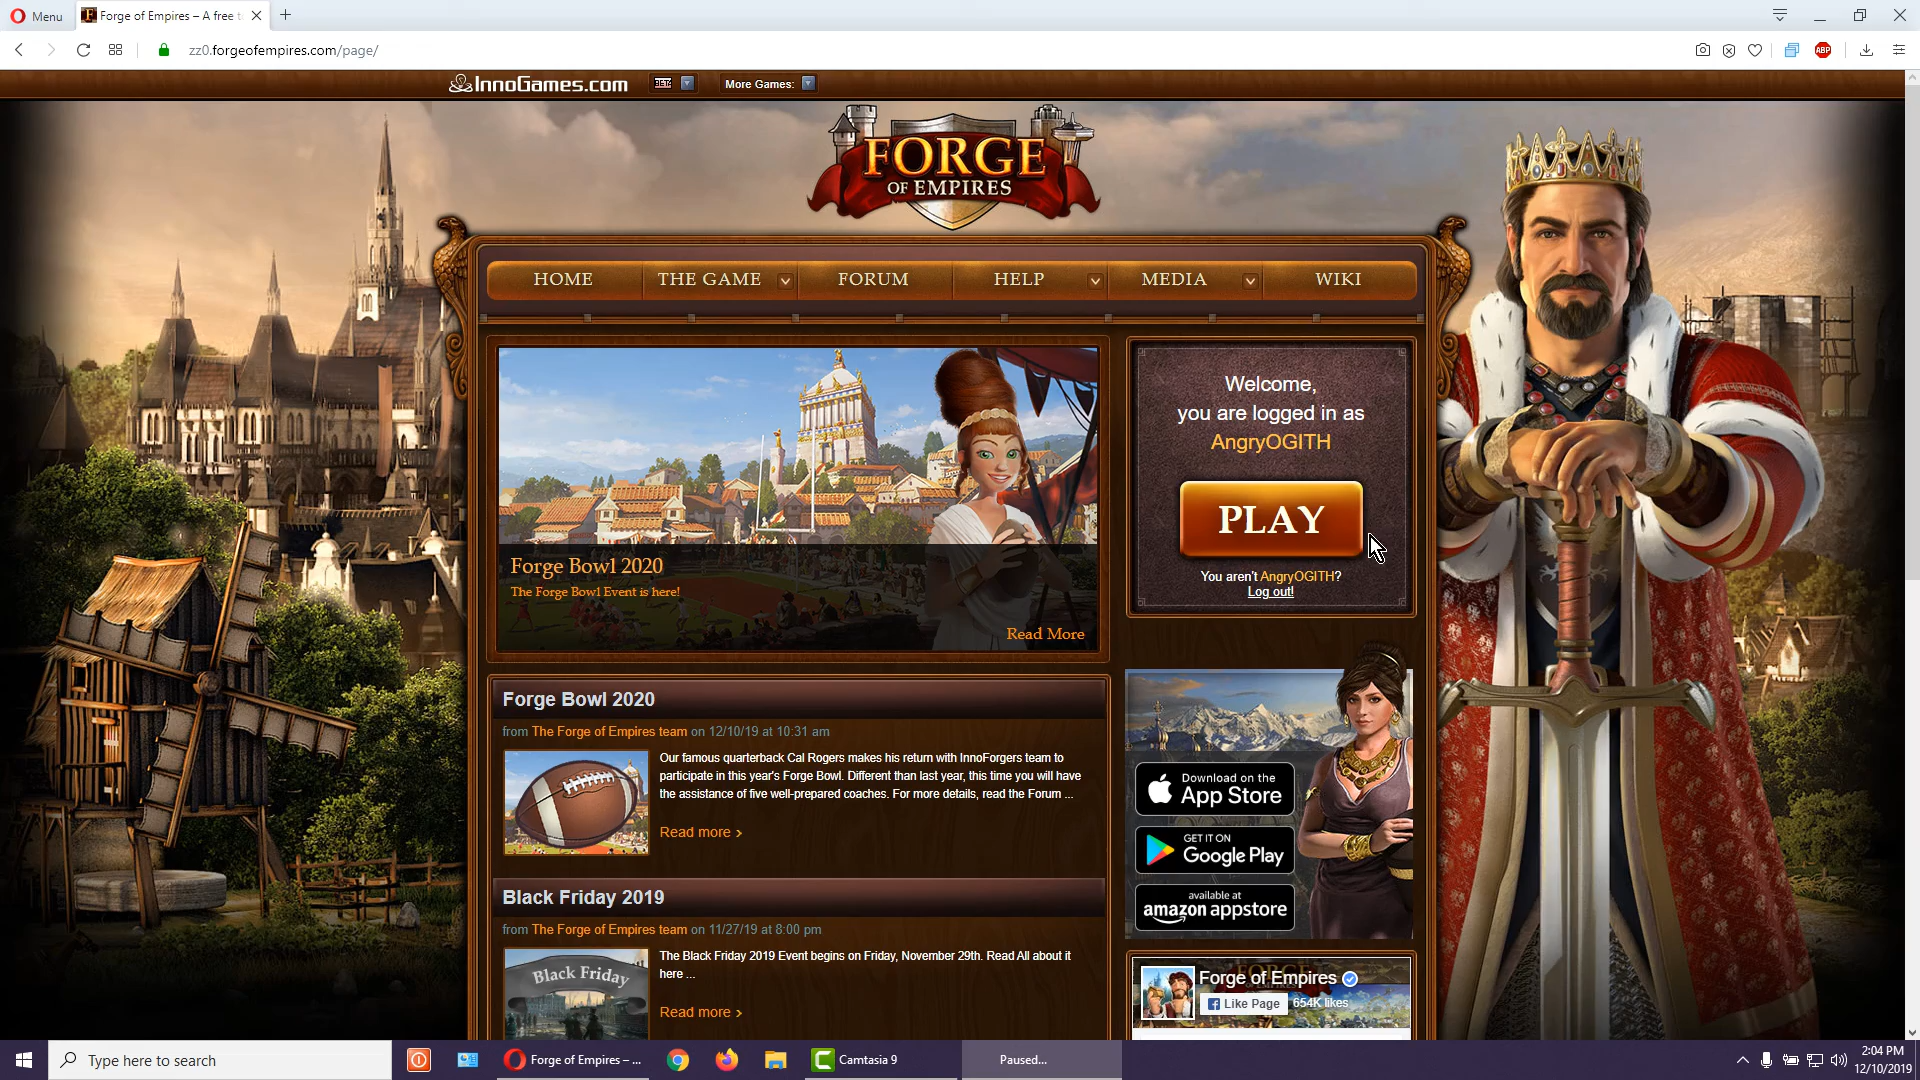 Menu
Forge of Empires – A free t
zz0.forgeofempires.com/page/
ABP
InnoGames.com
BETA
More Games:
FORGE
OF EMPIRES
HOME
THE GAME
FORUM
HELP
MEDIA
WIKI
Forge Bowl 2020
The Forge Bowl Event is here!
Read More
Welcome,
you are logged in as
AngryOGITH
PLAY
You aren't AngryOGITH?
Log out!
Forge Bowl 2020
from The Forge of Empires team on 12/10/19 at 10:31 am
Our famous quarterback Cal Rogers makes his return with InnoForgers team to
participate in this year's Forge Bowl. Different than last year, this time you will have
the assistance of five well-prepared coaches. For more details, read the Forum ...
Read more ›
Download on the
App Store
GET IT ON
Google Play
available at
amazon appstore
Black Friday 2019
from The Forge of Empires team on 11/27/19 at 8:00 pm
Black Friday
The Black Friday 2019 Event begins on Friday, November 29th. Read All about it
here ...
Read more ›
Forge of Empires
Like Page
654K likes
Type here to search
Forge of Empires – ...
Camtasia 9
Paused...
2:04 PM
12/10/2019